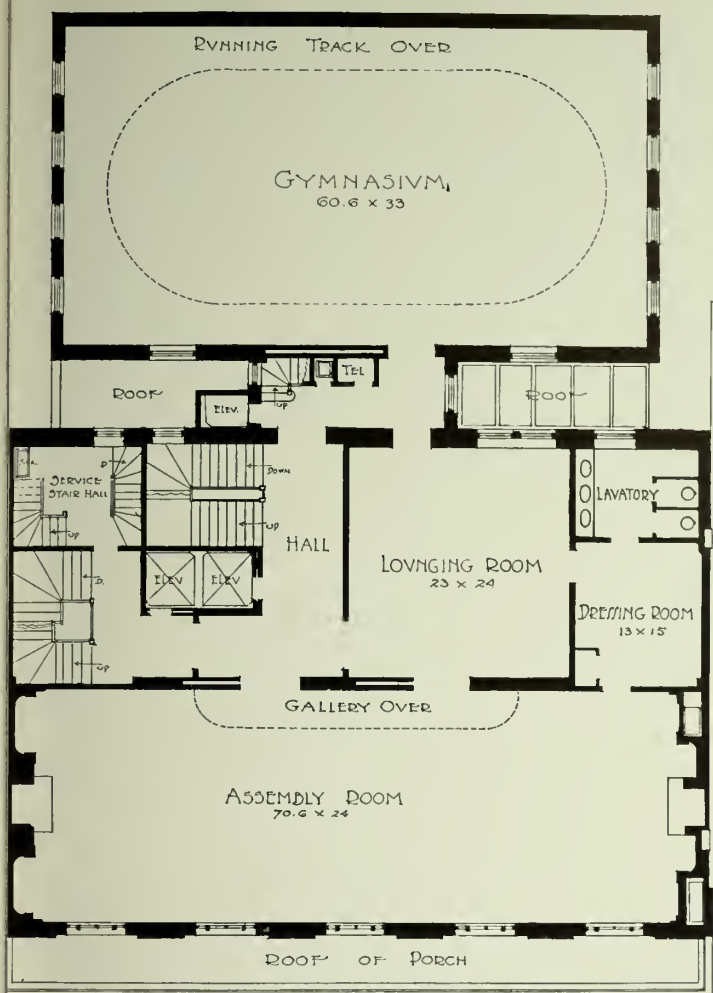 RVNNING TRACK OVER
GYMNASIVM
60.6 x 33
ROOF
ELEV.
UP
TEL
ROOF
SERVICE
STAIR HALL
D
UP
DOWN
UP
HALL
ELEV
ELEV
D.
UP
LOVNGING ROOM
23 x 24
LAVATORY
DRESSING ROOM
13 x 15
GALLERY OVER
ASSEMBLY ROOM
70.6 x 24
ROOF OF PORCH